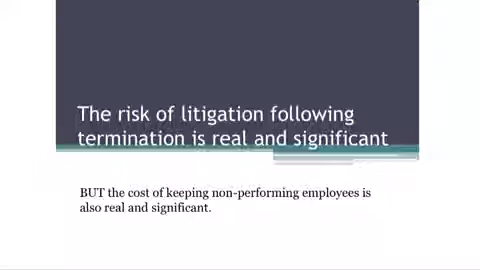 The risk of litigation following
termination is real and significant
BUT the cost of keeping non-performing employees is
also real and significant.